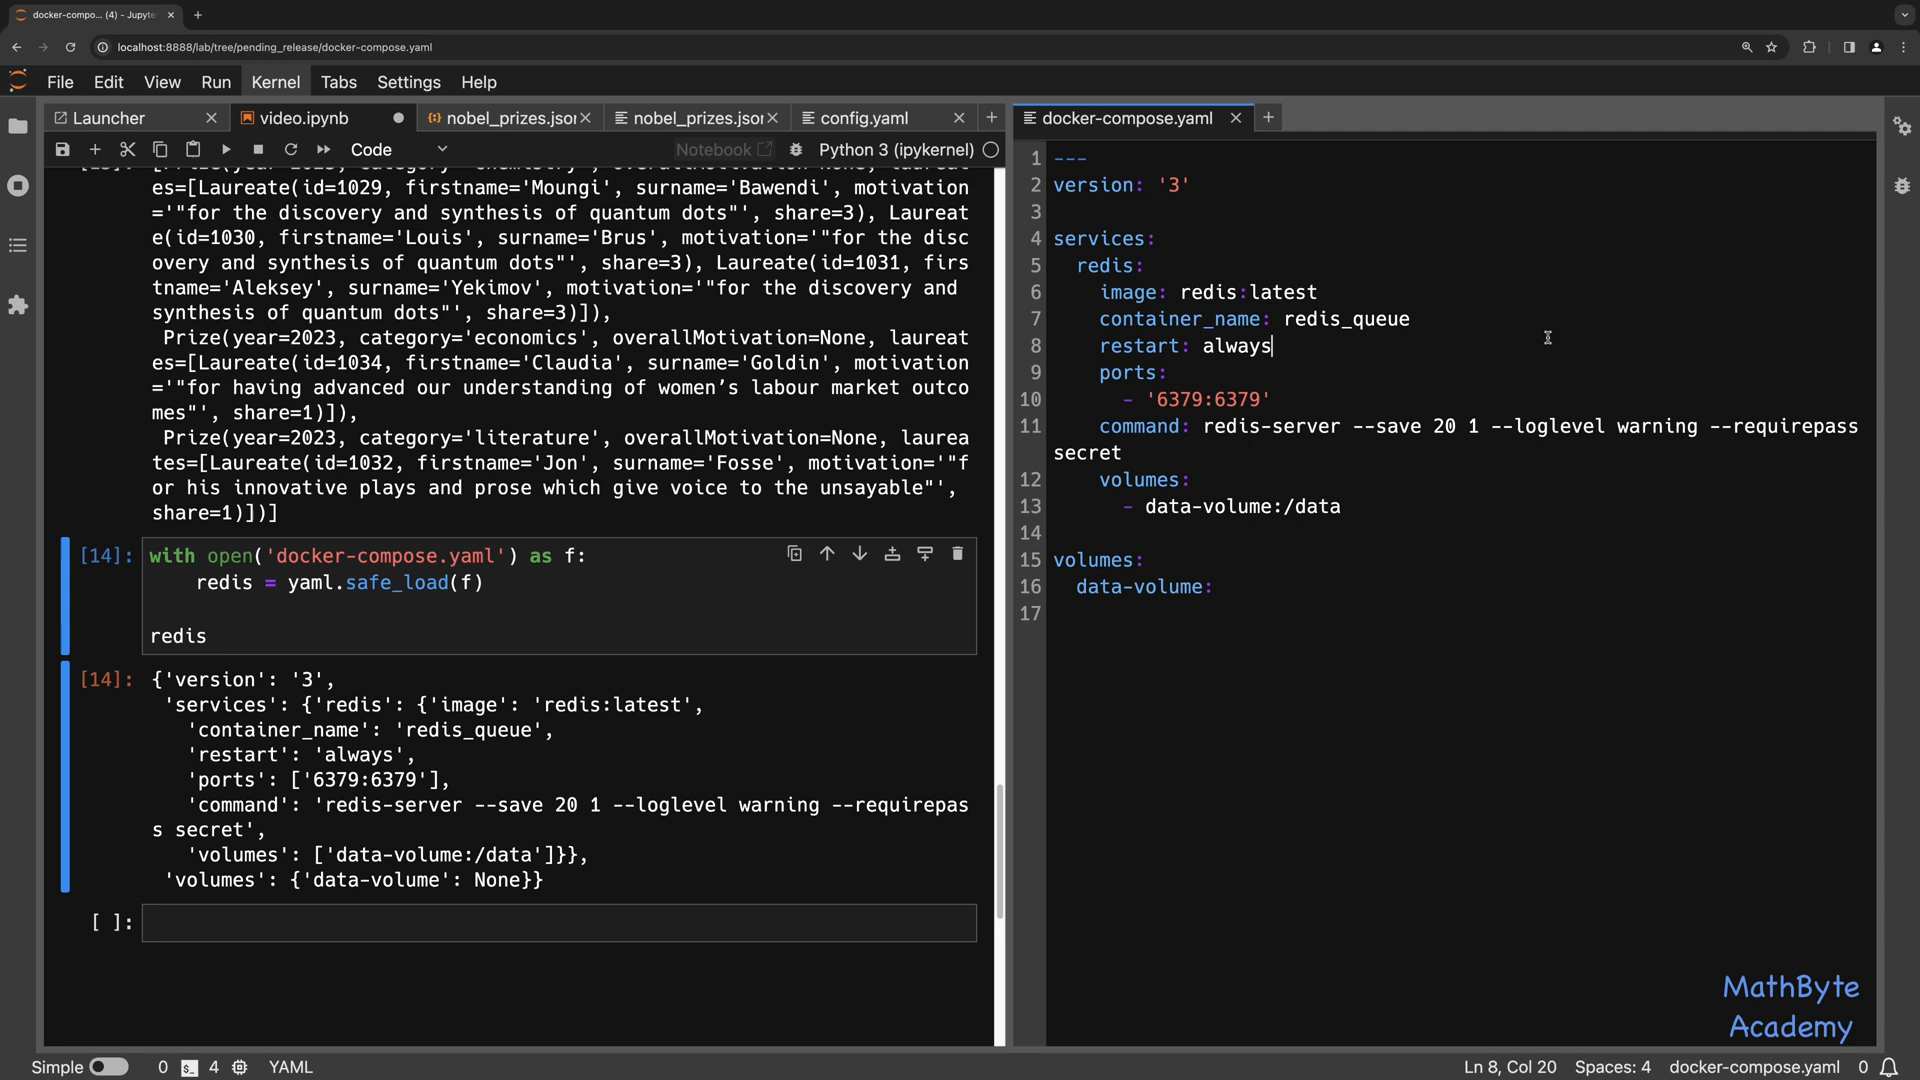 docker-compo... (4) - Jupyte
localhost:8888/lab/tree/pending_release/docker-compose.yaml
File Edit View Run Kernel Tabs Settings Help
Launcher
video.ipynb
nobel_prizes.jsor
nobel_prizes.jsor
config.yaml
Code
Notebook
Python 3 (ipykernel)
es=[Laureate(id=1029, firstname='Moungi', surname='Bawendi', motivation
='"for the discovery and synthesis of quantum dots"', share=3), Laureat
e(id=1030, firstname='Louis', surname='Brus', motivation='"for the disc
overy and synthesis of quantum dots"', share=3), Laureate(id=1031, firs
tname='Aleksey', surname='Yekimov', motivation='"for the discovery and
synthesis of quantum dots"', share=3)]),
Prize(year=2023, category='economics', overallMotivation=None, laureat
es=[Laureate(id=1034, firstname='Claudia', surname='Goldin', motivation
='"for having advanced our understanding of women’s labour market outco
mes"', share=1)]),
Prize(year=2023, category='literature', overallMotivation=None, laurea
tes=[Laureate(id=1032, firstname='Jon', surname='Fosse', motivation='"f
or his innovative plays and prose which give voice to the unsayable"',
share=1)])]
[14]: with open('docker-compose.yaml') as f:
    redis = yaml.safe_load(f)
redis
[14]: {'version': '3',
'services': {'redis': {'image': 'redis:latest',
'container_name': 'redis_queue',
'restart': 'always',
'ports': ['6379:6379'],
'command': 'redis-server --save 20 1 --loglevel warning --requirepas
s secret',
'volumes': ['data-volume:/data']}},
'volumes': {'data-volume': None}}
[ ]:
docker-compose.yaml
1 ---
2 version: '3'
3
4 services:
5   redis:
6     image: redis:latest
7     container_name: redis_queue
8     restart: always
9     ports:
10       - '6379:6379'
11     command: redis-server --save 20 1 --loglevel warning --requirepass
secret
12     volumes:
13       - data-volume:/data
14
15 volumes:
16   data-volume:
17
MathByte
Academy
Simple 0 4 YAML
Ln 8, Col 20 Spaces: 4 docker-compose.yaml 0